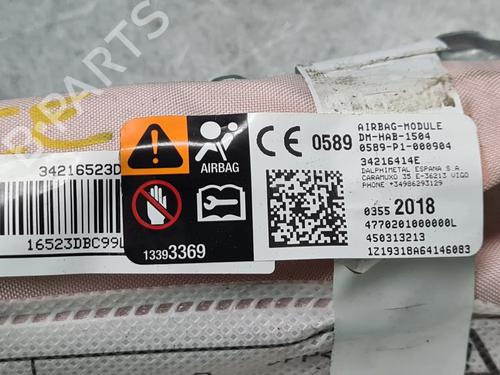 34216523D
16523DBC99L
AIRBAG
13393369
CE 0589
AIRBAG-MODULE
DM-HAB-1504
0589-P1-000904
34216414E
DALPHIMETAL ESPANA S.A.
CARAMUXO 35 E-36213 VIGO
PHONE *34986293129
0355 2018
4770201000000L
450313213
1Z19318A64146083